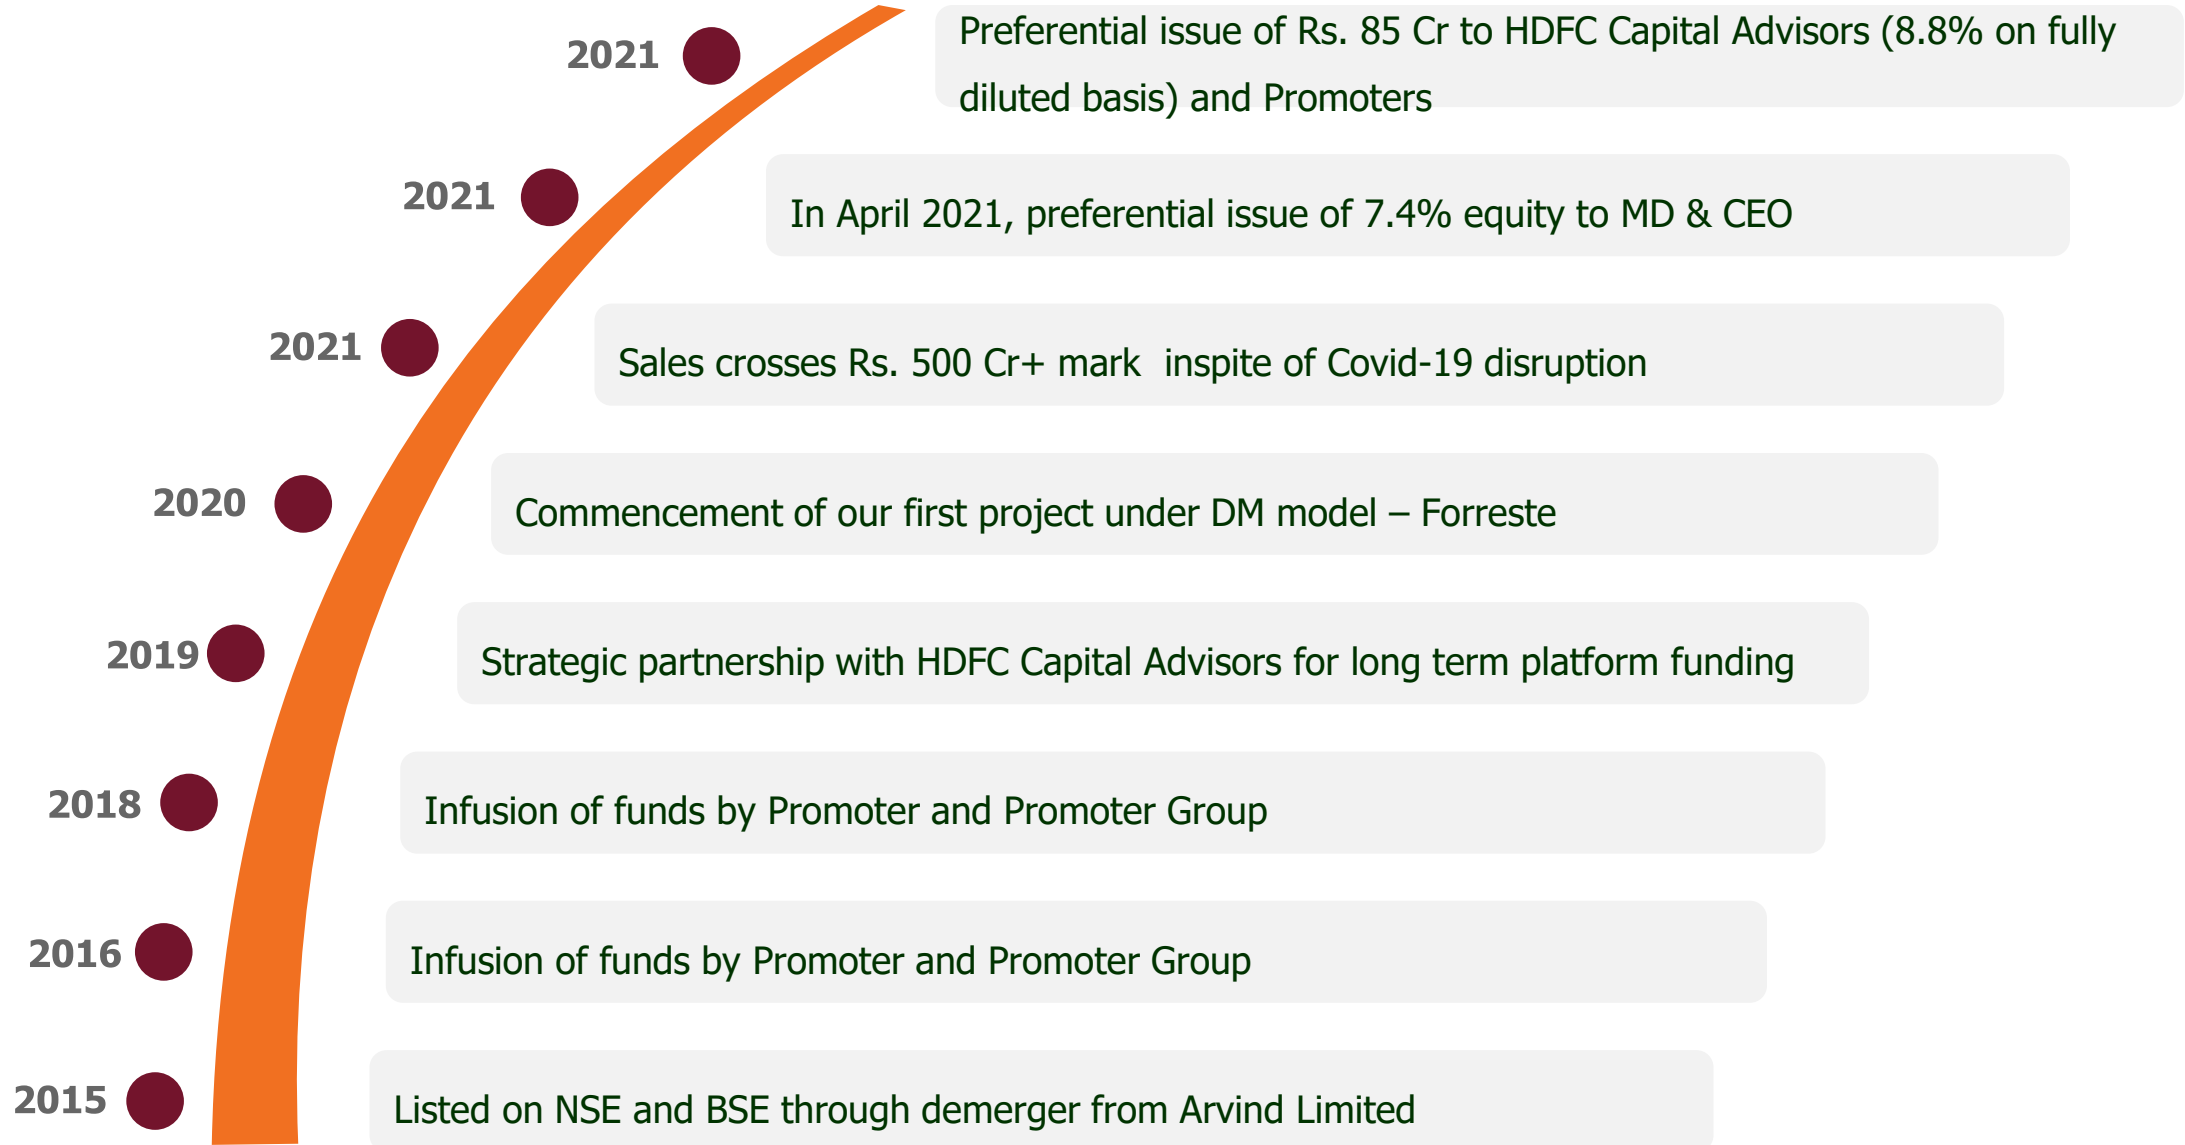 2021
Preferential issue of Rs. 85 Cr to HDFC Capital Advisors (8.8% on fully
diluted basis) and Promoters
2021
In April 2021, preferential issue of 7.4% equity to MD & CEO
2021
Sales crosses Rs. 500 Cr+ mark  inspite of Covid-19 disruption
2020
Commencement of our first project under DM model – Forreste
2019
Strategic partnership with HDFC Capital Advisors for long term platform funding
2018
Infusion of funds by Promoter and Promoter Group
2016
Infusion of funds by Promoter and Promoter Group
2015
Listed on NSE and BSE through demerger from Arvind Limited